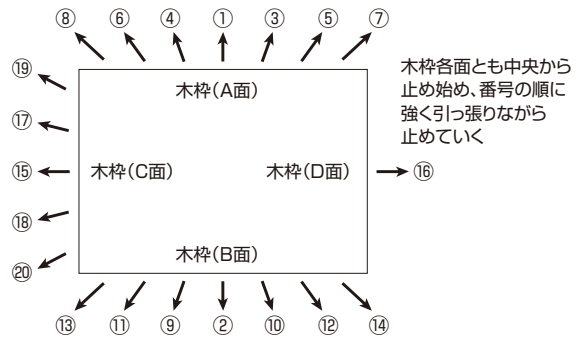 ⑧ ⑥ ④ ① ③ ⑤ ⑦
⑲
⑰
⑮
⑱
⑳
木枠(A面)
木枠(C面)
木枠(D面)
木枠(B面)
⑯
⑬ ⑪ ⑨ ② ⑩ ⑫ ⑭
木枠各面とも中央から
止め始め、番号の順に
強く引っ張りながら
止めていく